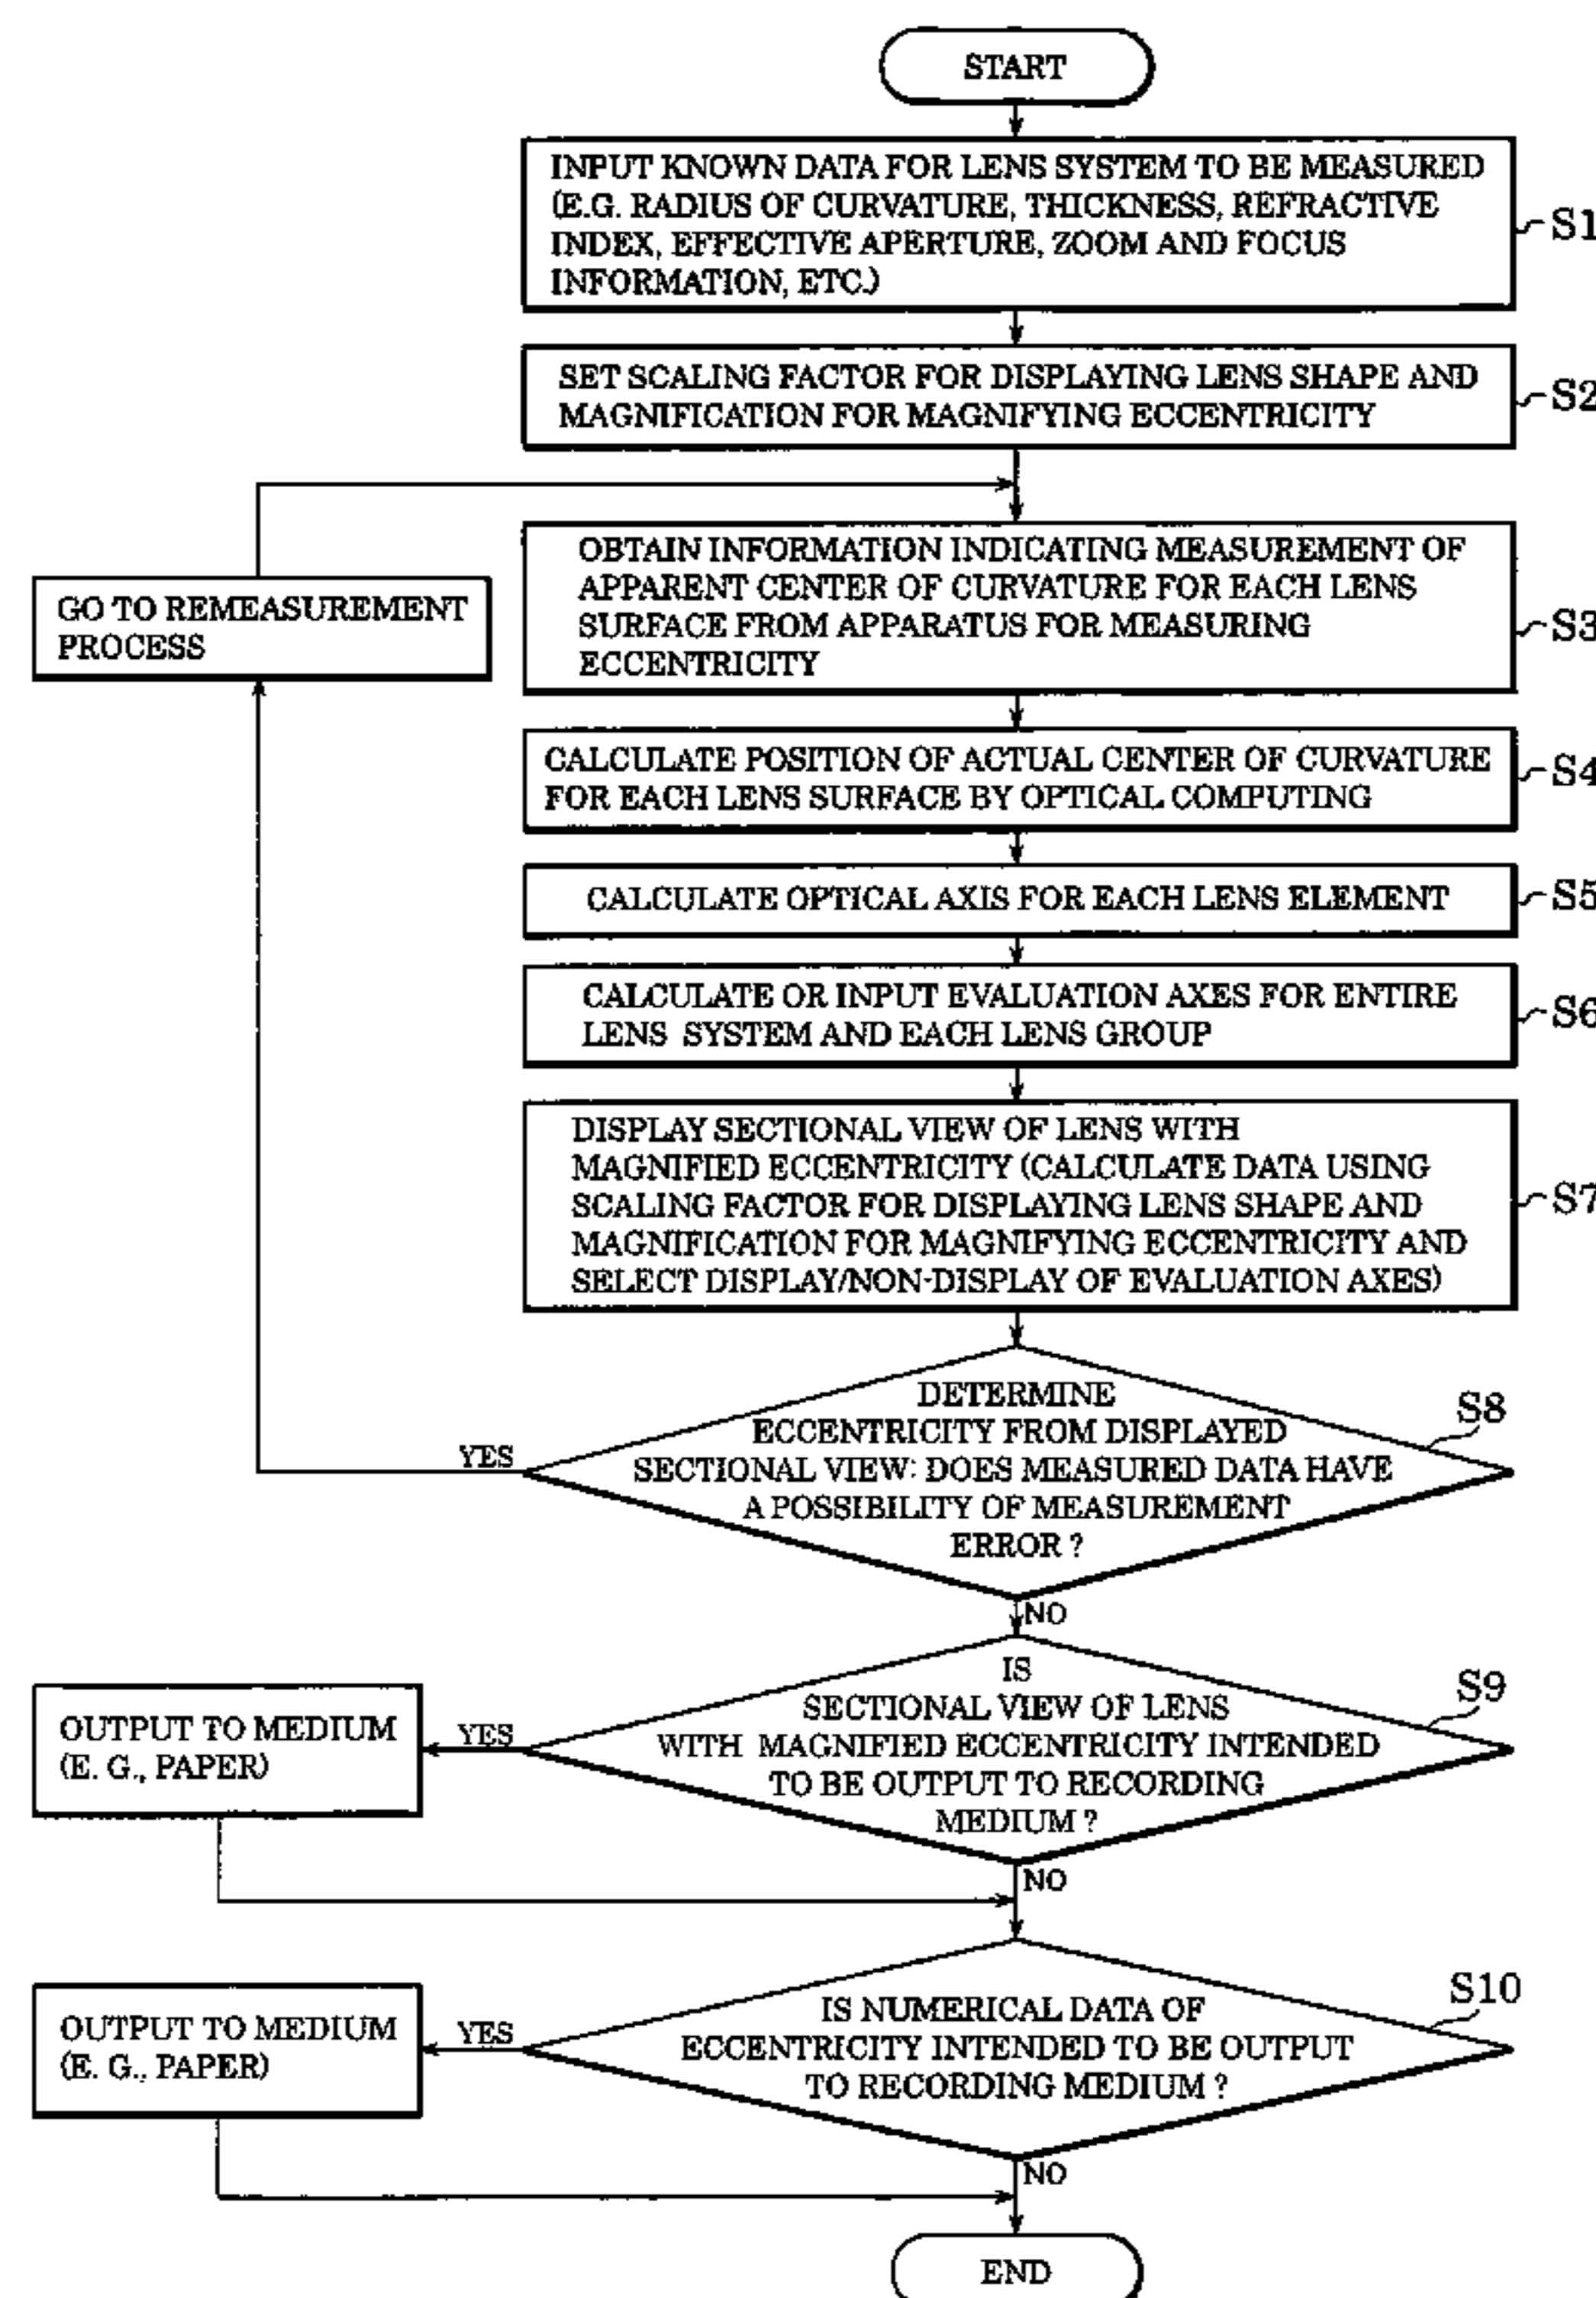 START
INPUT KNOWN DATA FOR LENS SYSTEM TO BE MEASURED
(E.G. RADIUS OF CURVATURE, THICKNESS, REFRACTIVE
INDEX, EFFECTIVE APERTURE, ZOOM AND FOCUS
INFORMATION, ETC.)
S1
SET SCALING FACTOR FOR DISPLAYING LENS SHAPE AND
MAGNIFICATION FOR MAGNIFYING ECCENTRICITY
S2
GO TO REMEASUREMENT
PROCESS
OBTAIN INFORMATION INDICATING MEASUREMENT OF
APPARENT CENTER OF CURVATURE FOR EACH LENS
SURFACE FROM APPARATUS FOR MEASURING
ECCENTRICITY
S3
CALCULATE POSITION OF ACTUAL CENTER OF CURVATURE
FOR EACH LENS SURFACE BY OPTICAL COMPUTING
S4
CALCULATE OPTICAL AXIS FOR EACH LENS ELEMENT
S5
CALCULATE OR INPUT EVALUATION AXES FOR ENTIRE
LENS SYSTEM AND EACH LENS GROUP
S6
DISPLAY SECTIONAL VIEW OF LENS WITH
MAGNIFIED ECCENTRICITY (CALCULATE DATA USING
SCALING FACTOR FOR DISPLAYING LENS SHAPE AND
MAGNIFICATION FOR MAGNIFYING ECCENTRICITY AND
SELECT DISPLAY/NON-DISPLAY OF EVALUATION AXES)
S7
DETERMINE
ECCENTRICITY FROM DISPLAYED
SECTIONAL VIEW: DOES MEASURED DATA HAVE
A POSSIBILITY OF MEASUREMENT
ERROR ?
S8
YES
NO
IS
SECTIONAL VIEW OF LENS
WITH MAGNIFIED ECCENTRICITY INTENDED
TO BE OUTPUT TO RECORDING
MEDIUM ?
S9
YES
OUTPUT TO MEDIUM
(E. G., PAPER)
NO
IS NUMERICAL DATA OF
ECCENTRICITY INTENDED TO BE OUTPUT
TO RECORDING MEDIUM ?
S10
YES
OUTPUT TO MEDIUM
(E. G., PAPER)
NO
END